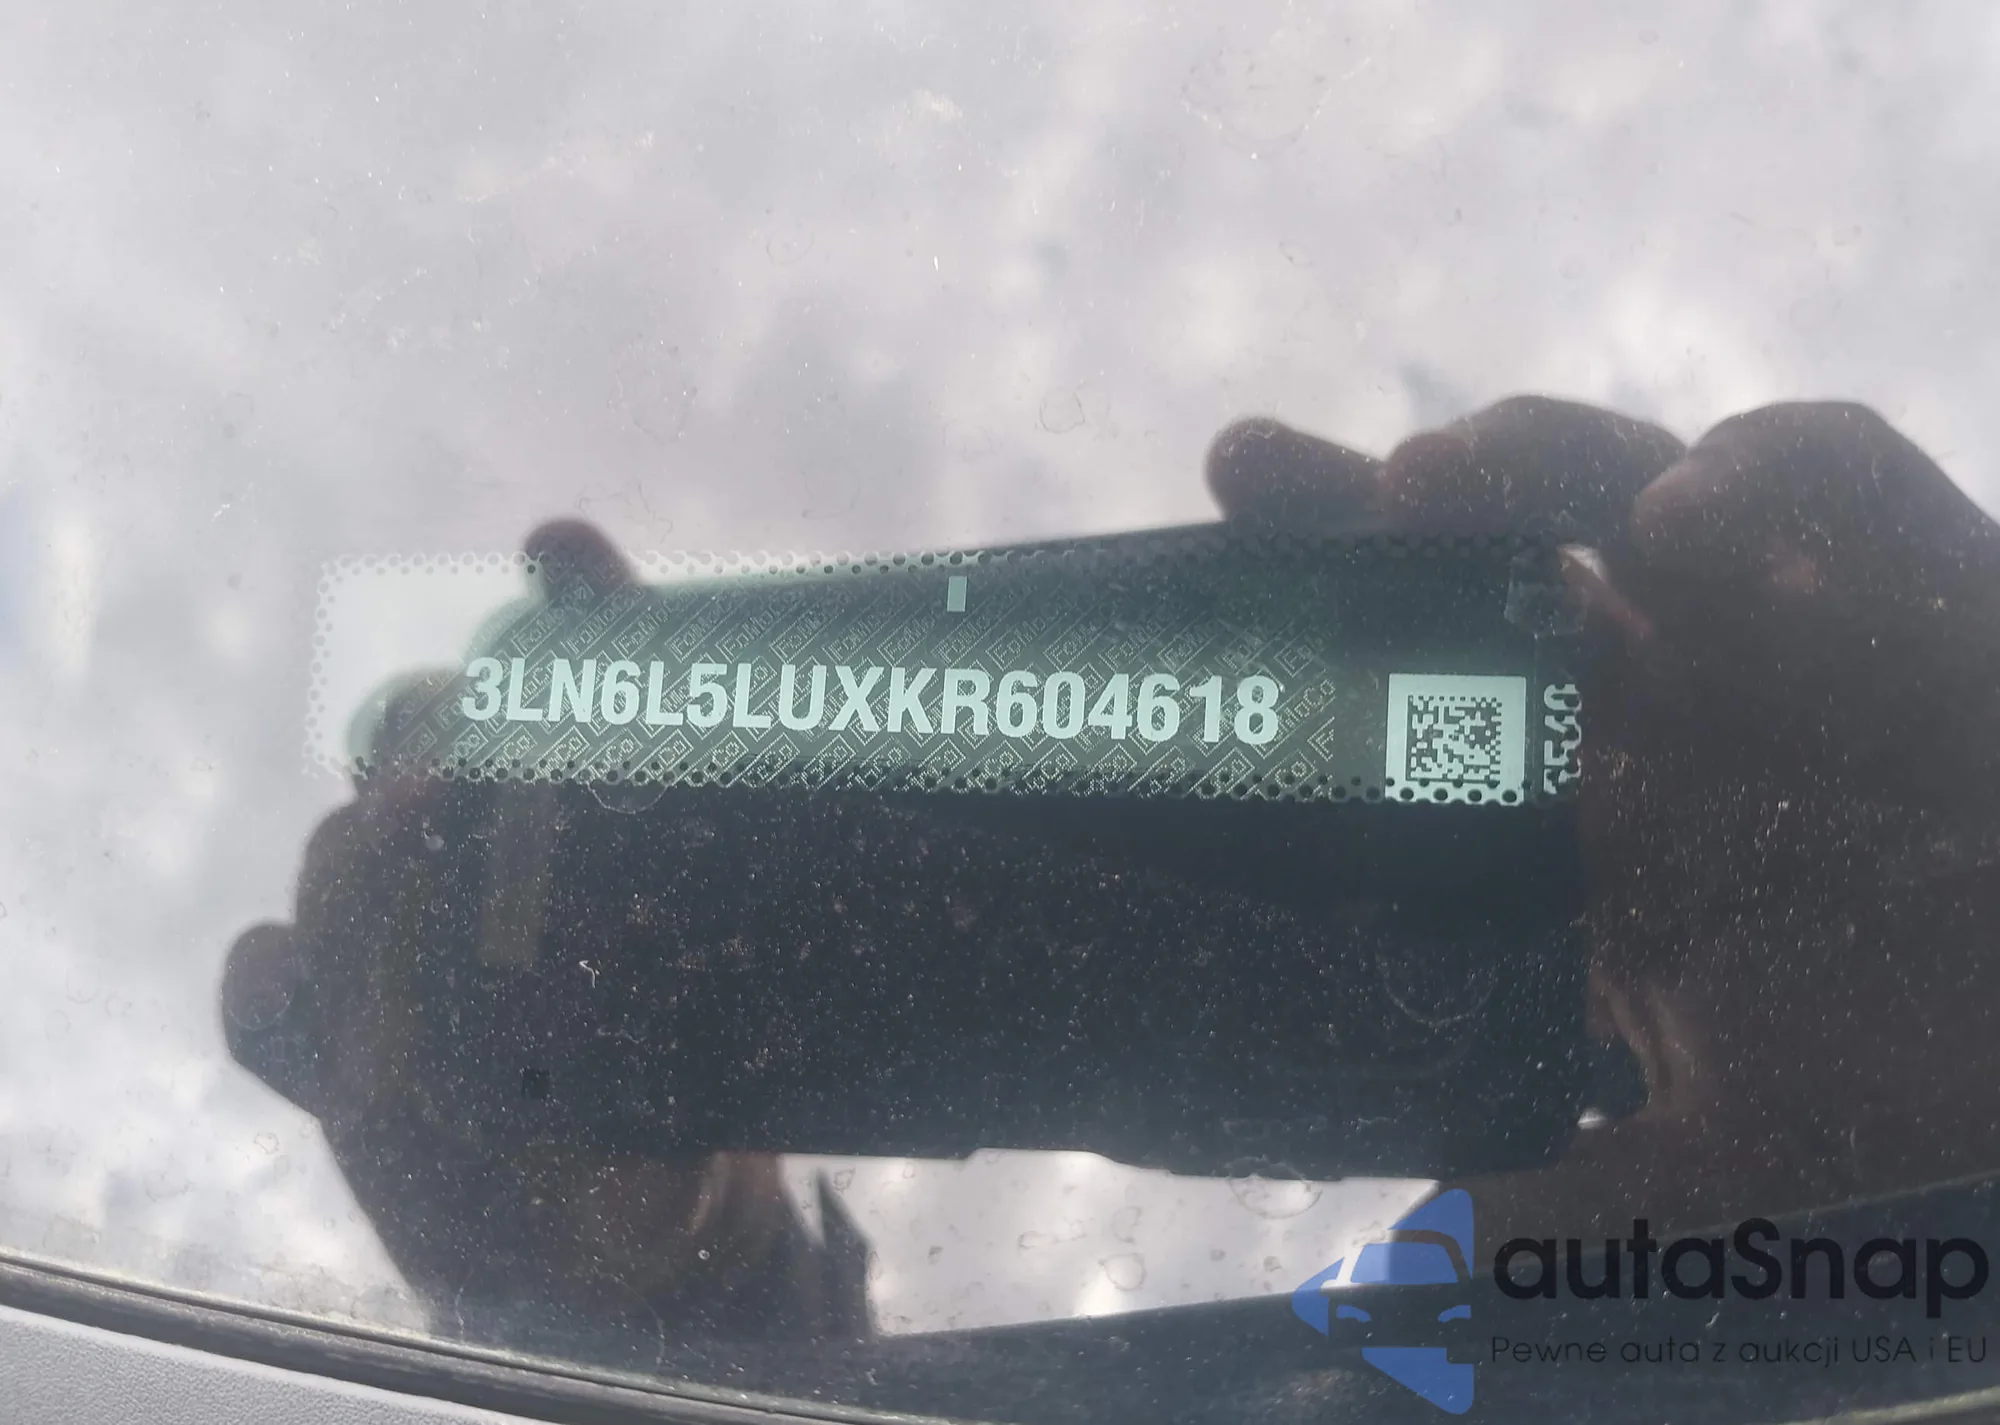 3LN6L5LUXKR604618
autaSnap
Pewne auta z aukcji USA i EU